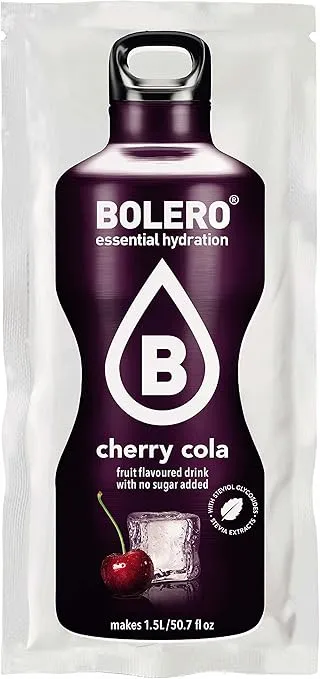 BOLERO®
essential hydration
B
cherry cola
fruit flavoured drink
with no sugar added
• WITH STEVIOL GLYCOSIDES •
STEVIA EXTRACTS
makes 1.5L/50.7 fl oz